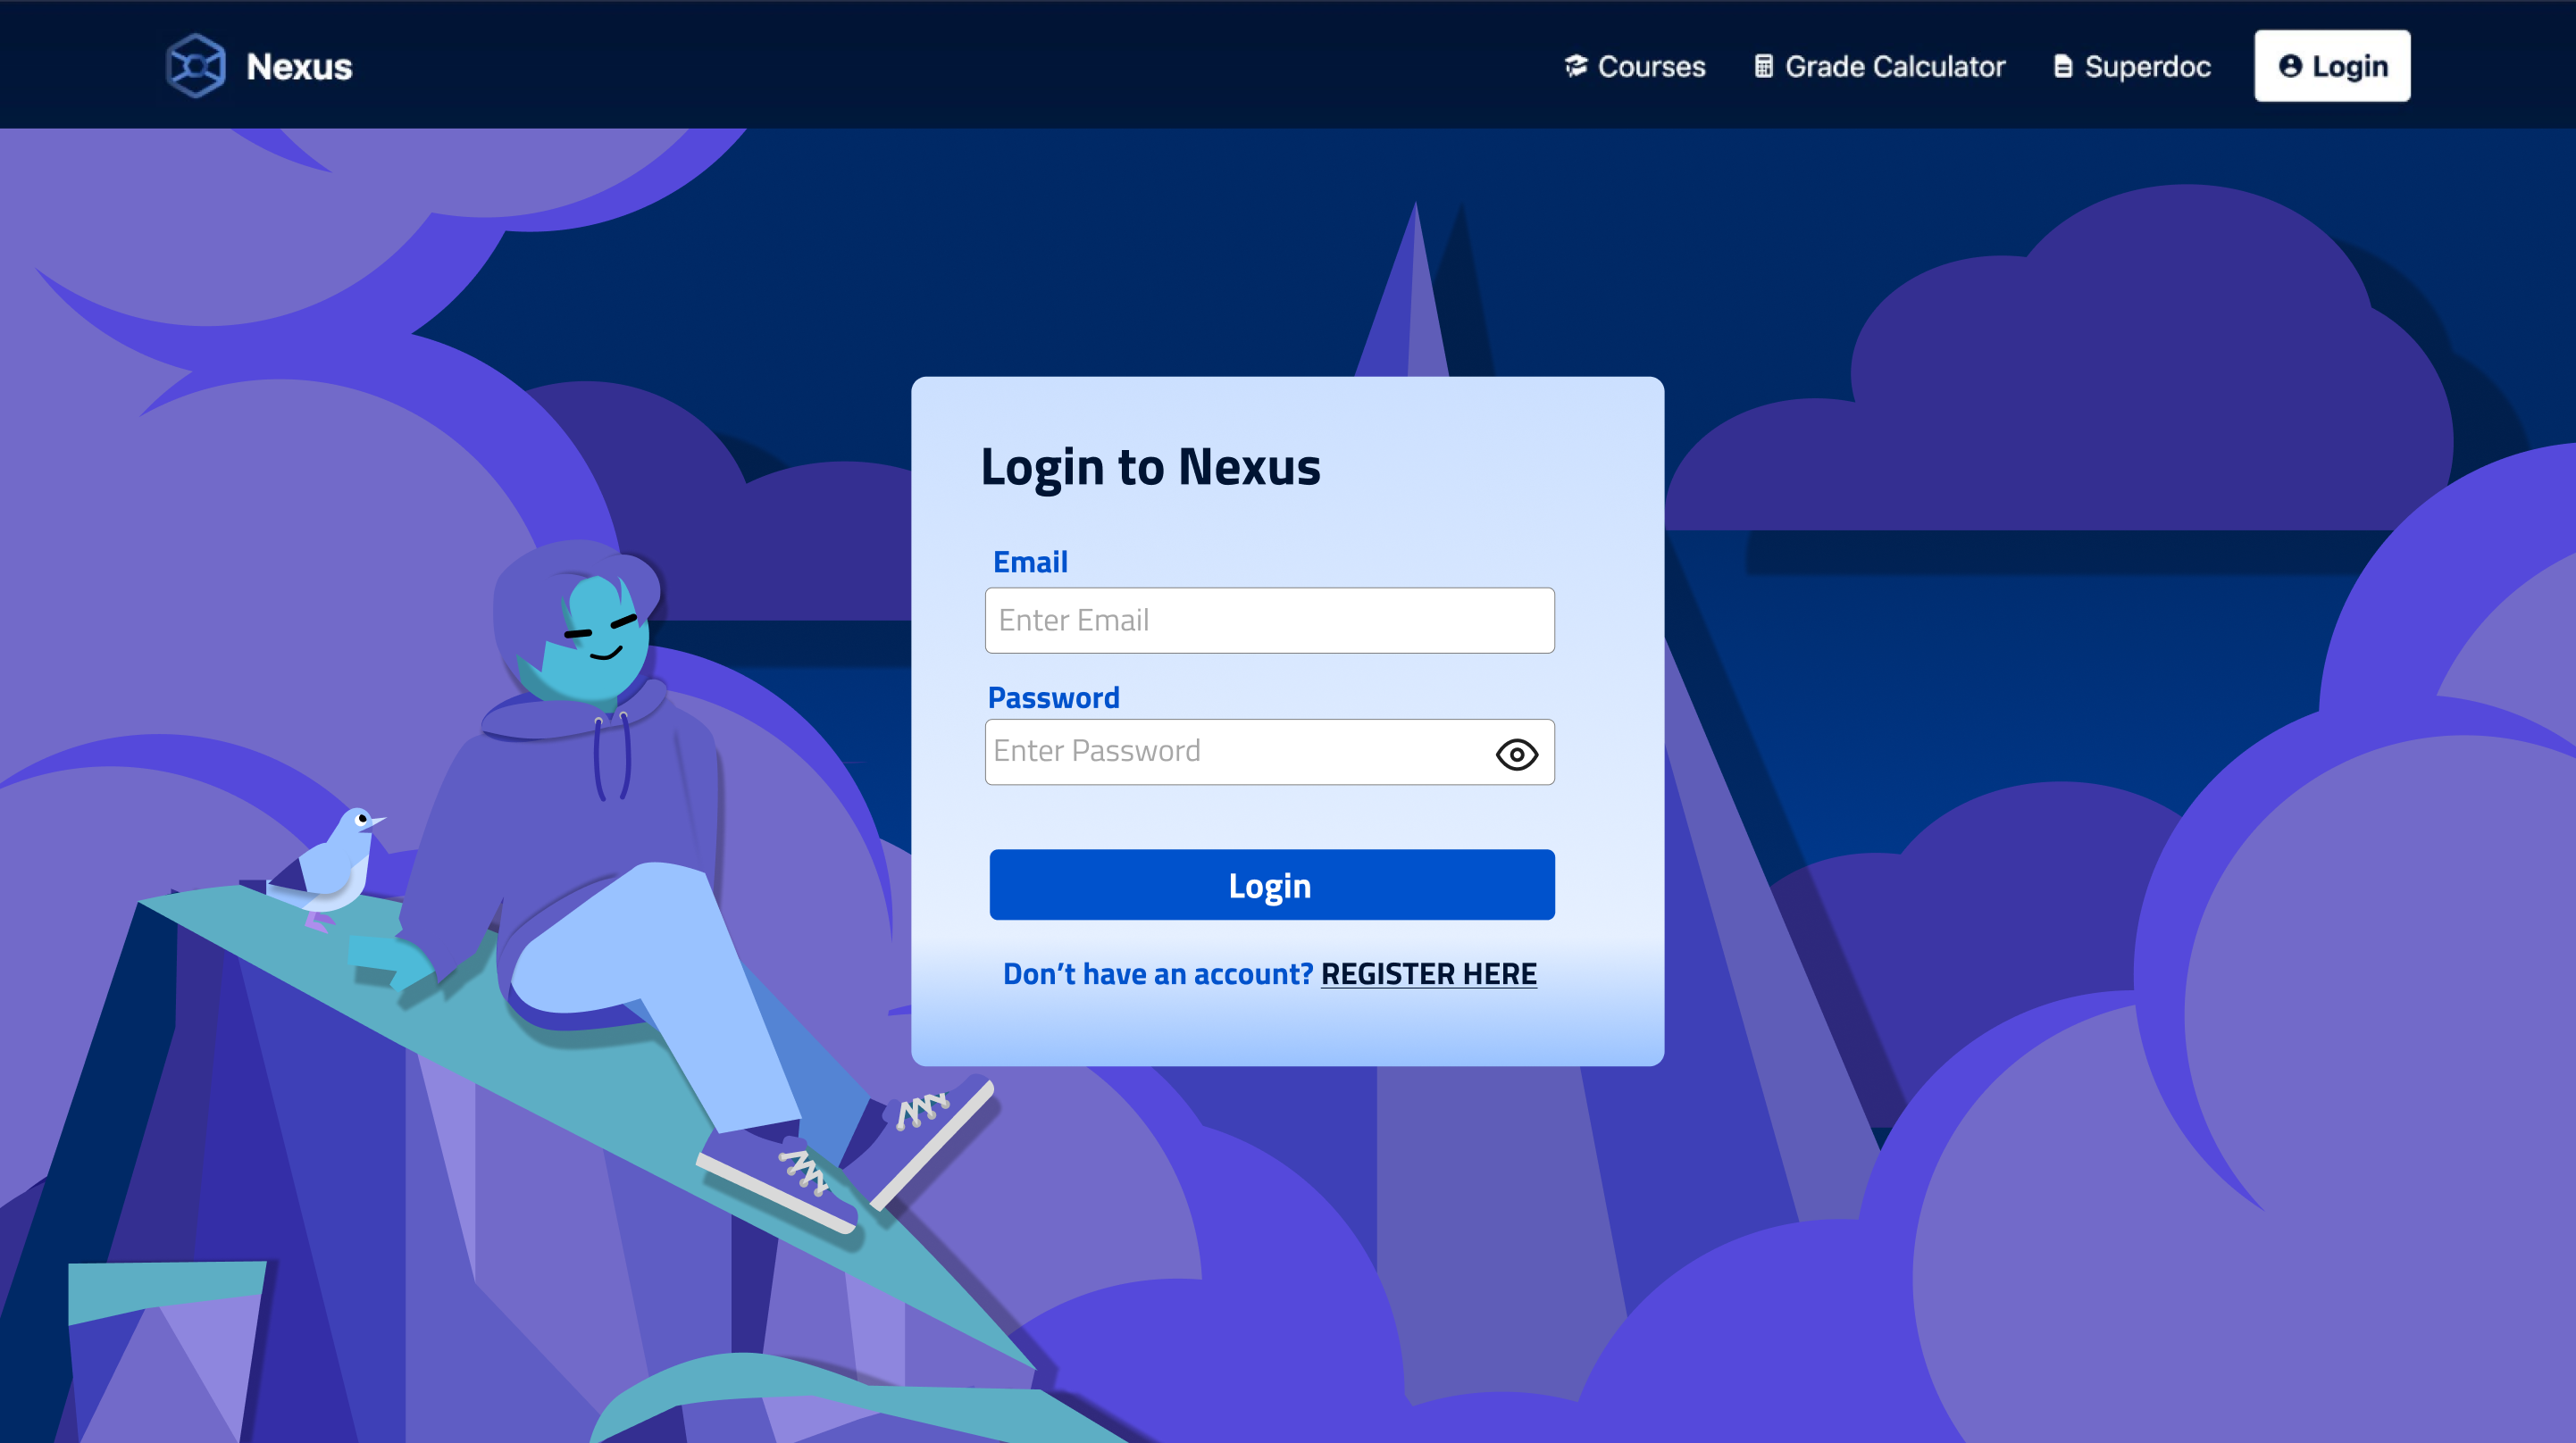 Nexus
Courses
Grade Calculator
Superdoc
Login
Login to Nexus
Email
Enter Email
Password
Enter Password
Login
Don’t have an account? REGISTER HERE